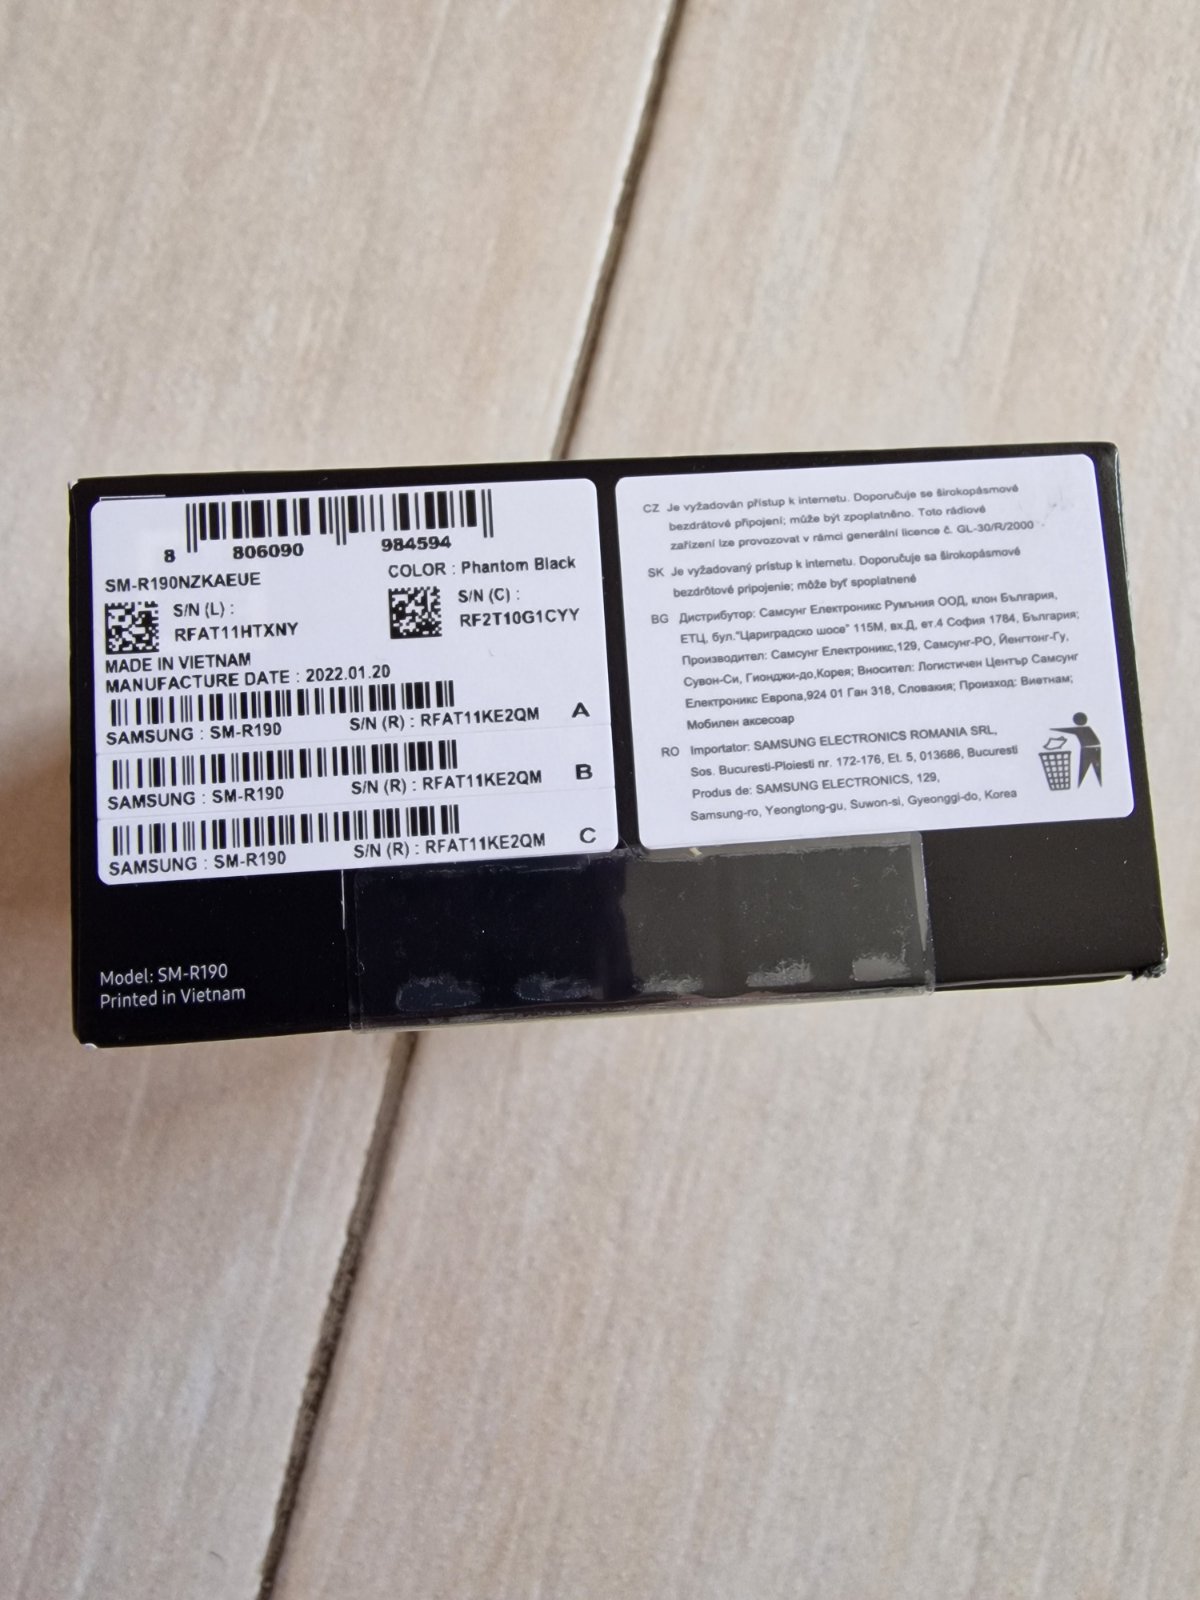 8 806090 984594
SM-R190NZKAEUE
COLOR : Phantom Black
S/N (L) :
RFAT11HTXNY
S/N (C) :
RF2T10G1CYY
MADE IN VIETNAM
MANUFACTURE DATE : 2022.01.20
SAMSUNG : SM-R190 S/N (R) : RFAT11KE2QM A
SAMSUNG : SM-R190 S/N (R) : RFAT11KE2QM B
SAMSUNG : SM-R190 S/N (R) : RFAT11KE2QM C
Model: SM-R190
Printed in Vietnam
CZ Je vyžadován přístup k internetu. Doporučuje se širokopásmové
bezdrátové připojení; může být zpoplatněno. Toto rádiové
zařízení lze provozovat v rámci generální licence č. GL-30/R/2000
SK Je vyžadovaný prístup k internetu. Doporučuje sa širokopásmové
bezdrôtové pripojenie; môže byť spoplatnené
BG Дистрибутор: Самсунг Електроникс Румъния ООД, клон България,
ЕТЦ, бул."Цариградско шосе" 115М, вх.Д, ет.4 София 1784, България;
Производител: Самсунг Електроникс,129, Самсунг-РО, Йенгтонг-Гу,
Сувон-Си, Гионджи-до,Корея; Вносител: Логистичен Център Самсунг
Електроникс Европа,924 01 Ган 318, Словакия; Произход: Виетнам;
Мобилен аксесоар
RO Importator: SAMSUNG ELECTRONICS ROMANIA SRL,
Sos. Bucuresti-Ploiesti nr. 172-176, Et. 5, 013686, Bucuresti
Produs de: SAMSUNG ELECTRONICS, 129,
Samsung-ro, Yeongtong-gu, Suwon-si, Gyeonggi-do, Korea